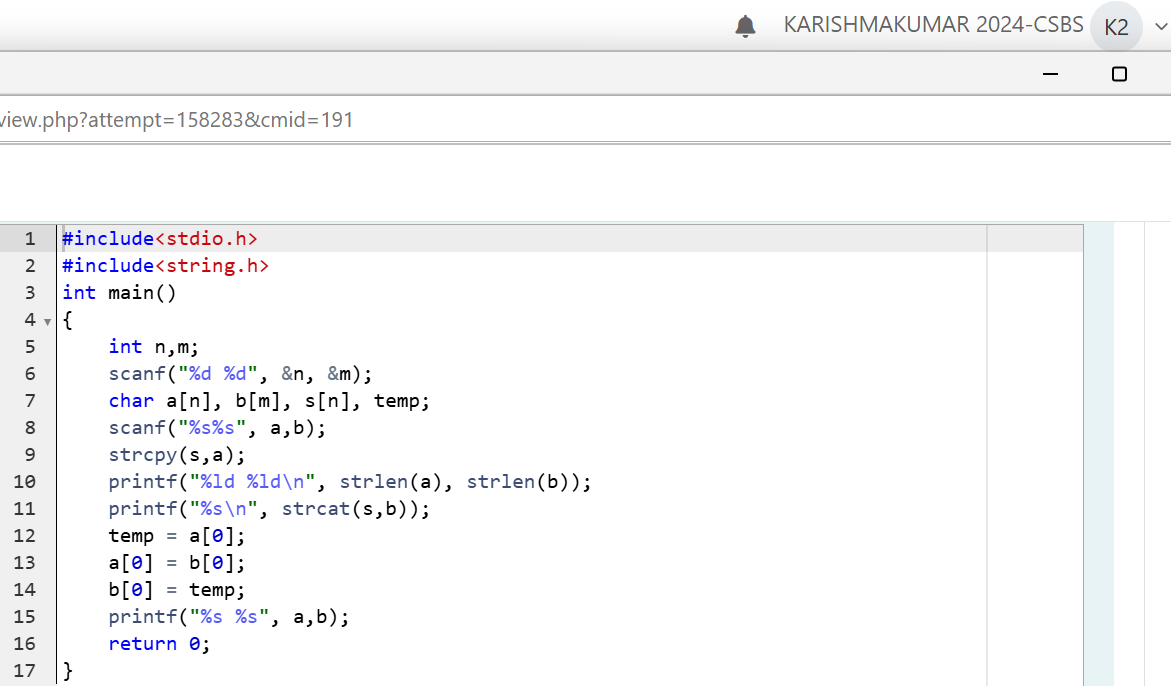 KARISHMAKUMAR 2024-CSBS K2
view.php?attempt=158283&cmid=191
1 #include<stdio.h>
2 #include<string.h>
3 int main()
4 {
5     int n,m;
6     scanf("%d %d", &n, &m);
7     char a[n], b[m], s[n], temp;
8     scanf("%s%s", a,b);
9     strcpy(s,a);
10     printf("%ld %ld\n", strlen(a), strlen(b));
11     printf("%s\n", strcat(s,b));
12     temp = a[0];
13     a[0] = b[0];
14     b[0] = temp;
15     printf("%s %s", a,b);
16     return 0;
17 }